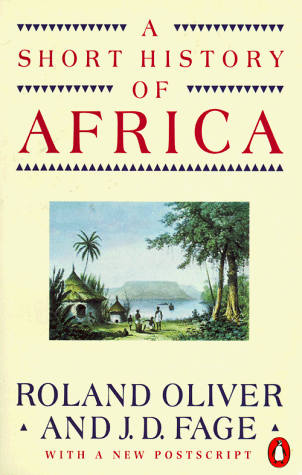 A
SHORT HISTORY
OF
AFRICA
ROLAND OLIVER
AND J. D. FAGE
WITH A NEW POSTSCRIPT